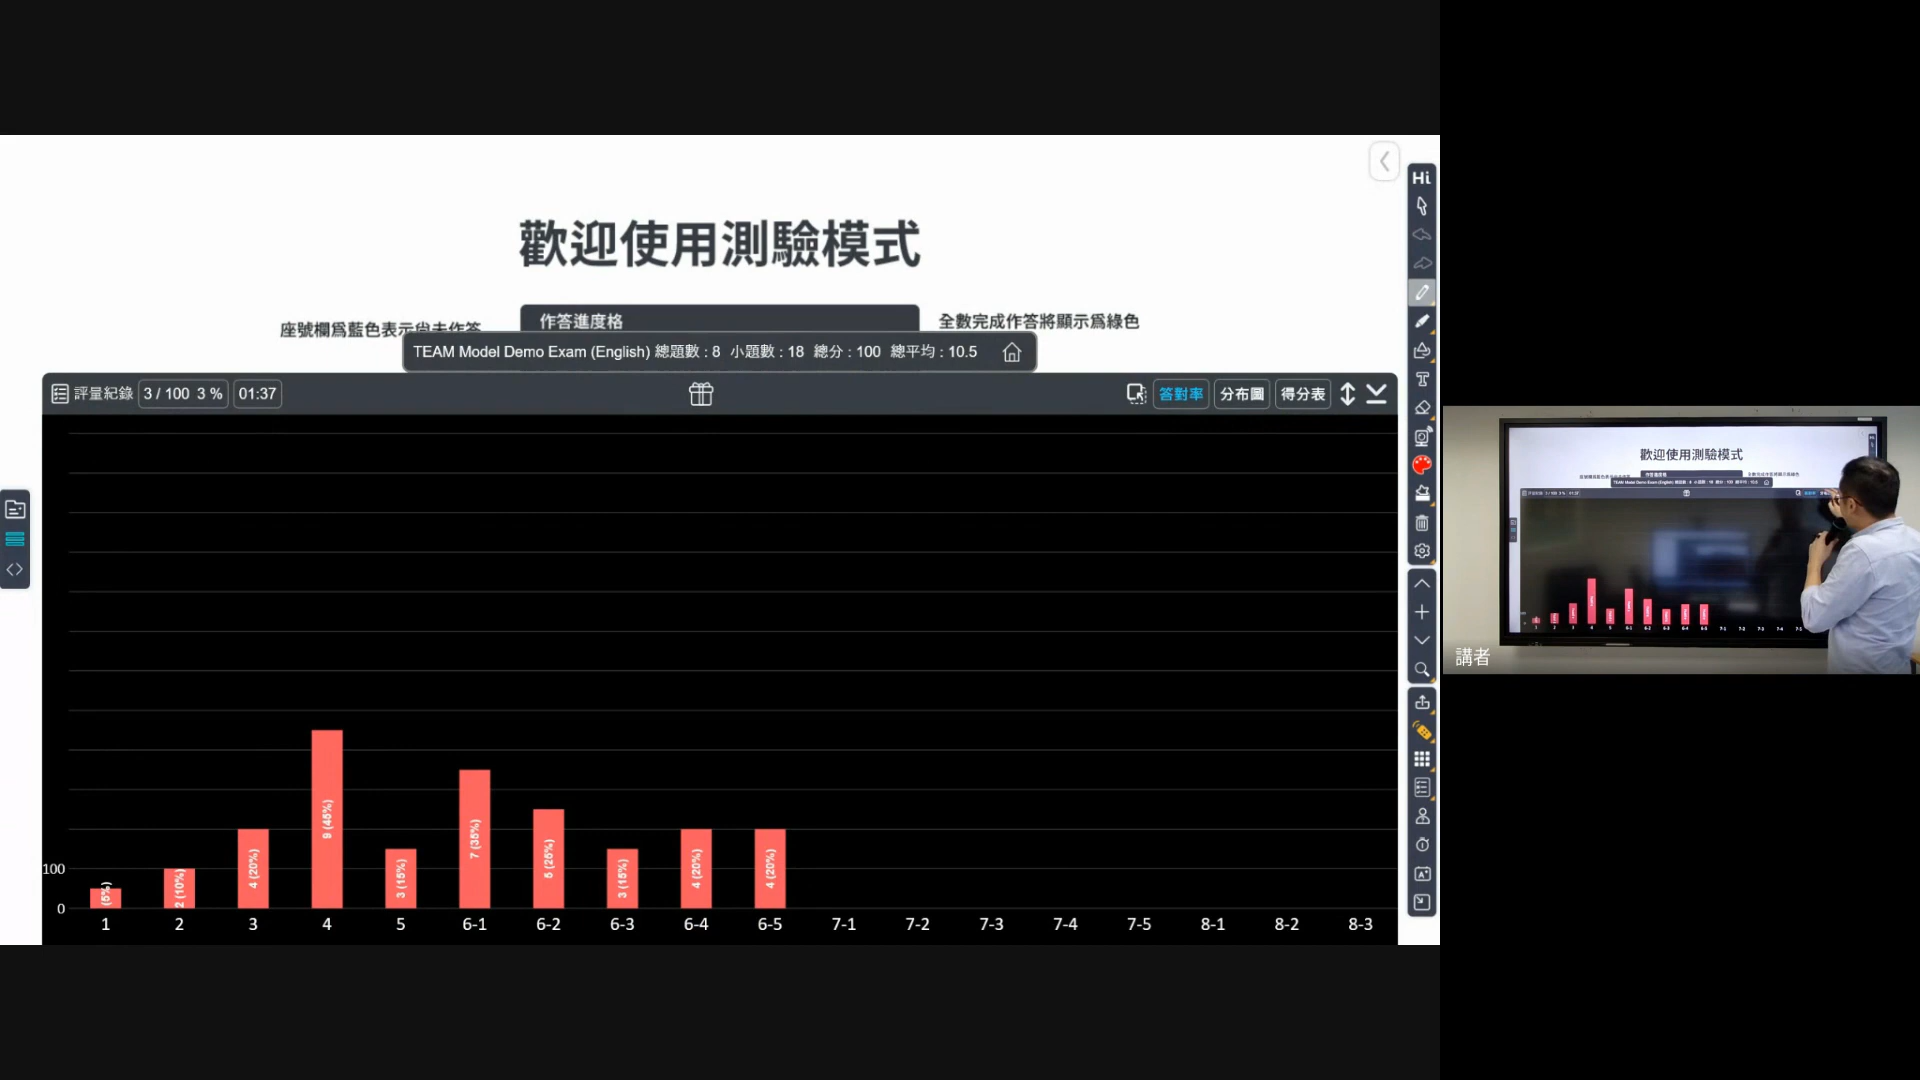 Hi
歡迎使用測驗模式
座號欄爲藍色表示尚未作答
作答進度格
全數完成作答將顯示爲綠色
TEAM Model Demo Exam (English) 總題數 : 8 小題數 : 18 總分 : 100 總平均 : 10.5
評量紀錄 3 / 100 3 % 01:37 答對率 分布圖 得分表
100
0
(5%)
2 (10%)
4 (20%)
9 (45%)
3 (15%)
7 (35%)
5 (25%)
3 (15%)
4 (20%)
4 (20%)
1 2 3 4 5 6-1 6-2 6-3 6-4 6-5 7-1 7-2 7-3 7-4 7-5 8-1 8-2 8-3
歡迎使用測驗模式
講者